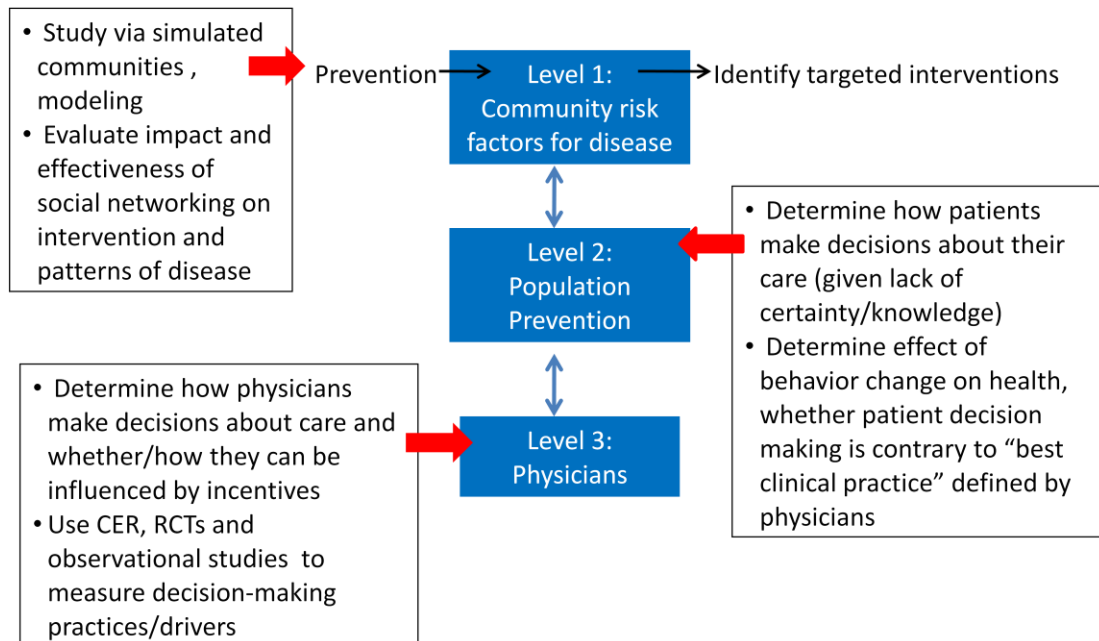 • Study via simulated
communities ,
modeling
• Evaluate impact and
effectiveness of
social networking on
intervention and
patterns of disease
Prevention
Level 1:
Community risk
factors for disease
Identify targeted interventions
Level 2:
Population
Prevention
• Determine how patients
make decisions about their
care (given lack of
certainty/knowledge)
• Determine effect of
behavior change on health,
whether patient decision
making is contrary to “best
clinical practice” defined by
physicians
• Determine how physicians
make decisions about care and
whether/how they can be
influenced by incentives
• Use CER, RCTs and
observational studies to
measure decision-making
practices/drivers
Level 3:
Physicians